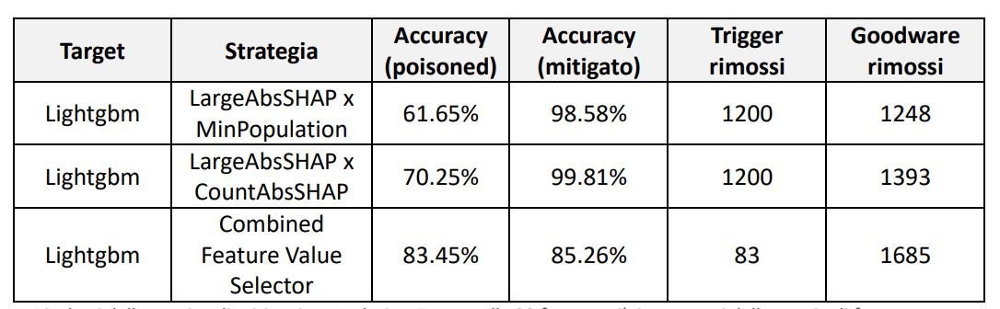 Target Strategia Accuracy (poisoned) Accuracy (mitigato) Trigger rimossi Goodware rimossi
Lightgbm LargeAbsSHAP x MinPopulation 61.65% 98.58% 1200 1248
Lightgbm LargeAbsSHAP x CountAbsSHAP 70.25% 99.81% 1200 1393
Lightgbm Combined Feature Value Selector 83.45% 85.26% 83 1685